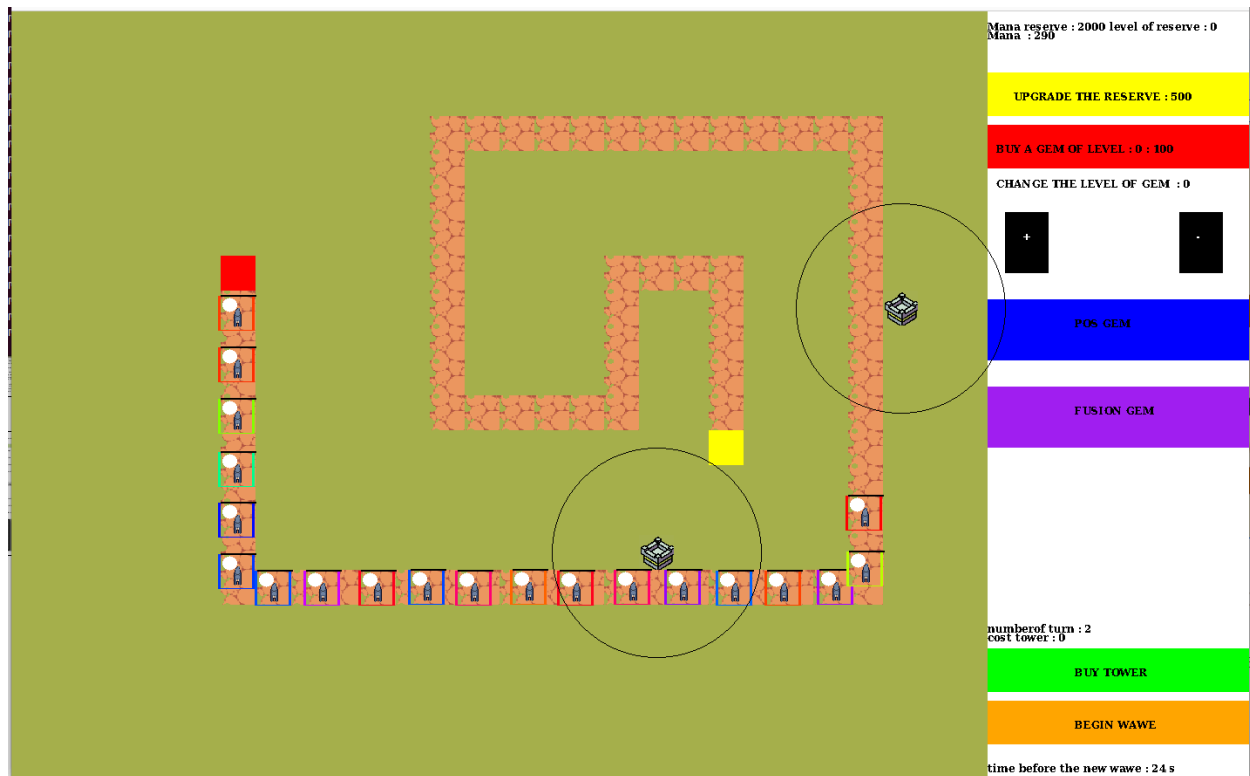 Mana reserve : 2000 level of reserve : 0
Mana : 290
UPGRADE THE RESERVE : 500
BUY A GEM OF LEVEL : 0 : 100
CHANGE THE LEVEL OF GEM : 0
+ -
POS GEM
FUSION GEM
numberof turn : 2
cost tower : 0
BUY TOWER
BEGIN WAWE
time before the new wawe : 24 s